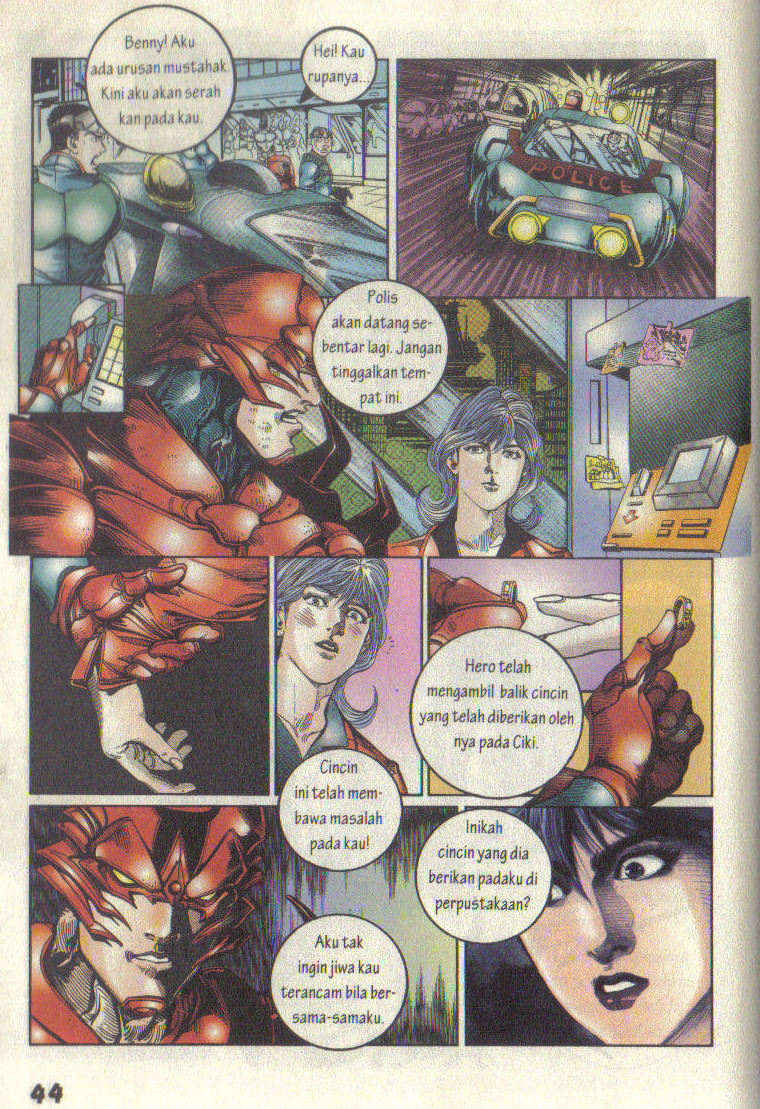 Benny! Aku
ada urusan mustahak.
Kini aku akan serah
kan pada kau.
Hei! Kau
rupanya...
POLICE
Polis
akan datang se-
bentar lagi. Jangan
tinggalkan tem-
pat ini.
Hero telah
mengambil balik cincin
yang telah diberikan oleh
nya pada Ciki.
Cincin
ini telah mem-
bawa masalah
pada kau!
Inikah
cincin yang dia
berikan padaku di
perpustakaan?
Aku tak
ingin jiwa kau
terancam bila ber-
sama-samaku.
44